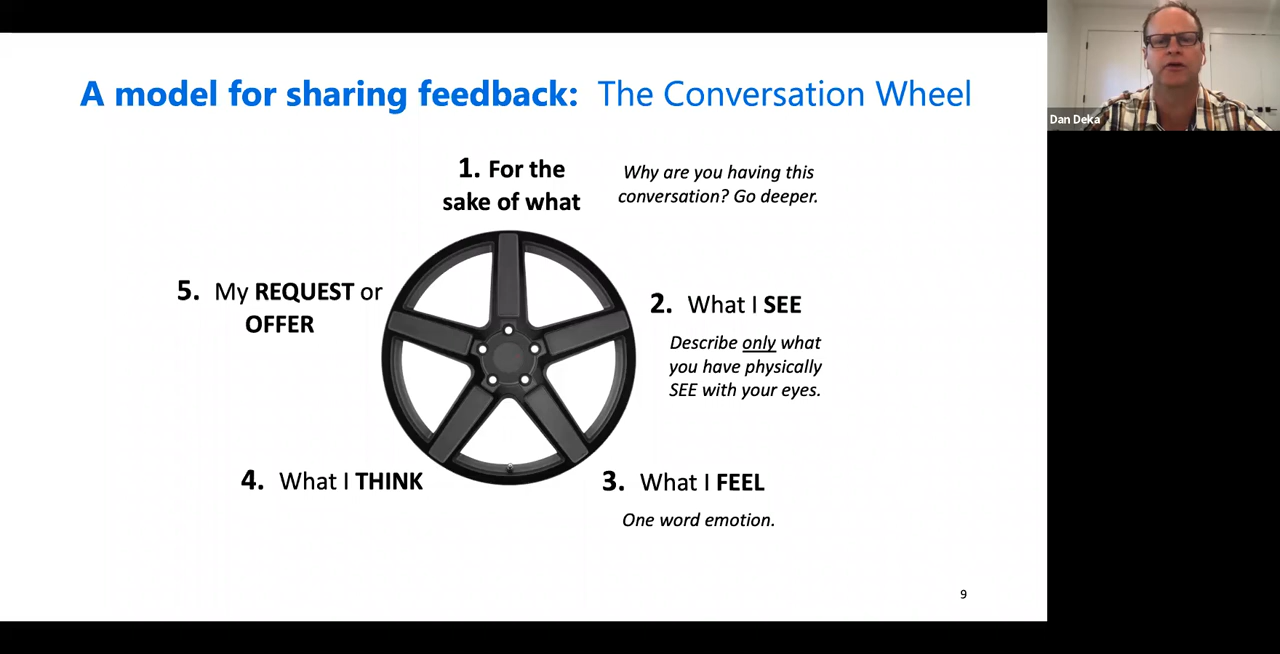 A model for sharing feedback: The Conversation Wheel
Dan Deka
1. For the
sake of what
Why are you having this
conversation? Go deeper.
5. My REQUEST or
OFFER
2. What I SEE
Describe only what
you have physically
SEE with your eyes.
4. What I THINK
3. What I FEEL
One word emotion.
9